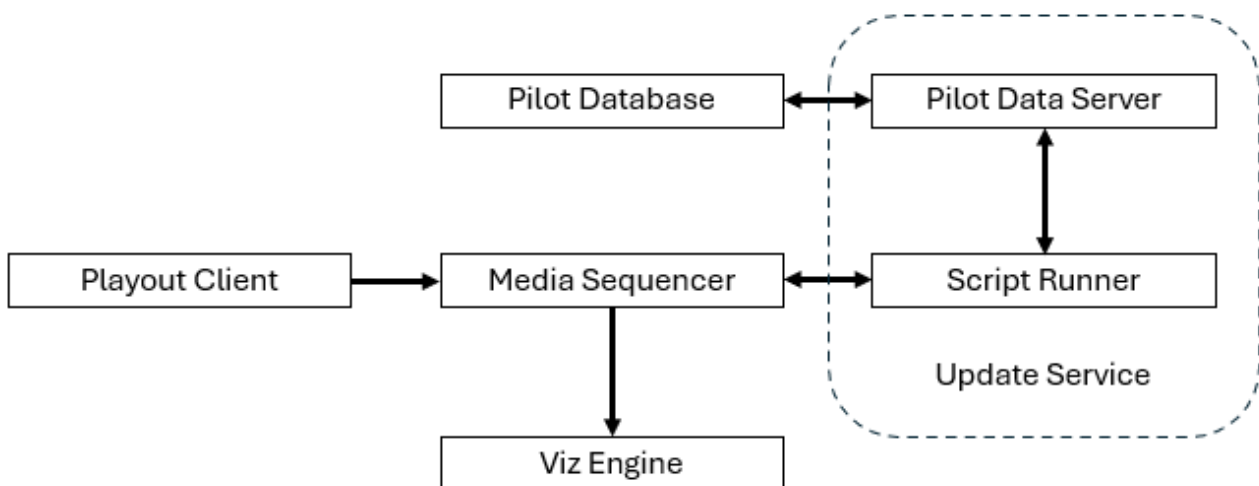 Pilot Database
Pilot Data Server
Playout Client
Media Sequencer
Script Runner
Update Service
Viz Engine